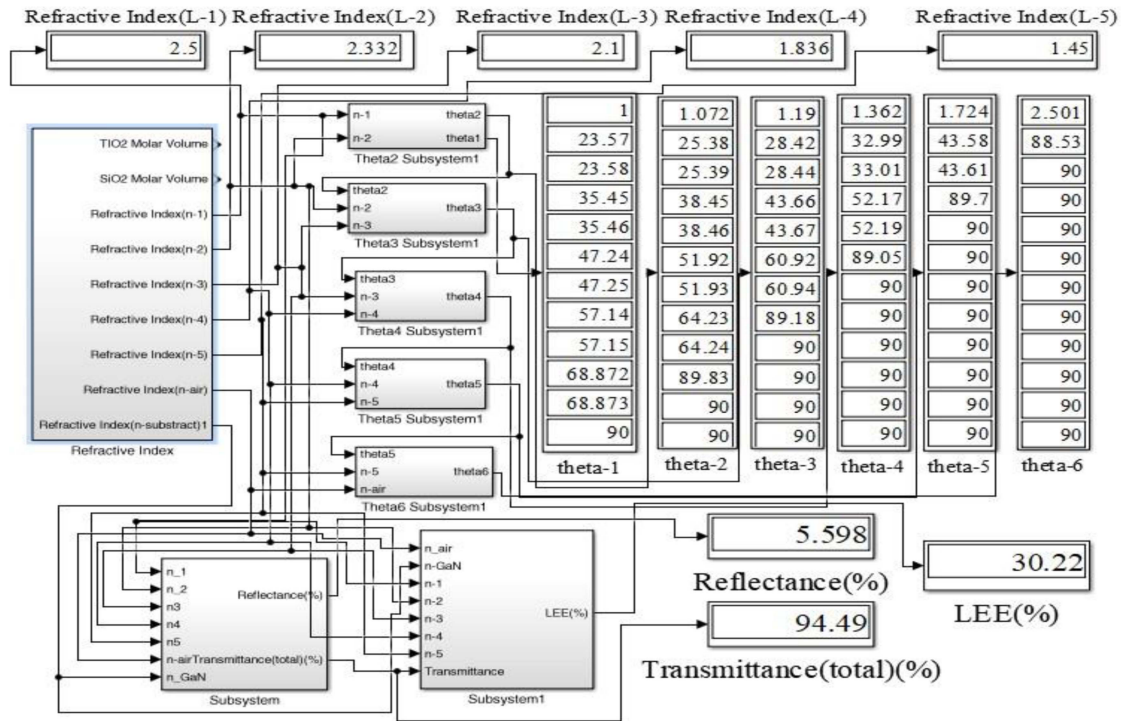 Refractive Index(L-1)
Refractive Index(L-2)
Refractive Index(L-3)
Refractive Index(L-4)
Refractive Index(L-5)
2.5
2.332
2.1
1.836
1.45
TIO2 Molar Volume
SiO2 Molar Volume
Refractive Index(n-1)
Refractive Index(n-2)
Refractive Index(n-3)
Refractive Index(n-4)
Refractive Index(n-5)
Refractive Index(n-air)
Refractive Index(n-substract)1
Refractive Index
n-1
n-2
theta2
theta1
Theta2 Subsystem1
theta2
n-2
n-3
theta3
Theta3 Subsystem1
theta3
n-3
n-4
theta4
Theta4 Subsystem1
theta4
n-4
n-5
theta5
Theta5 Subsystem1
theta5
n-5
n-air
theta6
Theta6 Subsystem1
1
23.57
23.58
35.45
35.46
47.24
47.25
57.14
57.15
68.872
68.873
90
theta-1
1.072
25.38
25.39
38.45
38.46
51.92
51.93
64.23
64.24
89.83
90
90
theta-2
1.19
28.42
28.44
43.66
43.67
60.92
60.94
89.18
90
90
90
90
theta-3
1.362
32.99
33.01
52.17
52.19
89.05
90
90
90
90
90
90
theta-4
1.724
43.58
43.61
89.7
90
90
90
90
90
90
90
90
theta-5
2.501
88.53
90
90
90
90
90
90
90
90
90
90
theta-6
n_1
n_2
n3
n4
n5
n-air
n_GaN
Reflectance(%)
Transmittance(total)(%)
Subsystem
n_air
n-GaN
n-1
n-2
n-3
n-4
n-5
Transmittance
LEE(%)
Subsystem1
5.598
Reflectance(%)
94.49
Transmittance(total)(%)
30.22
LEE(%)